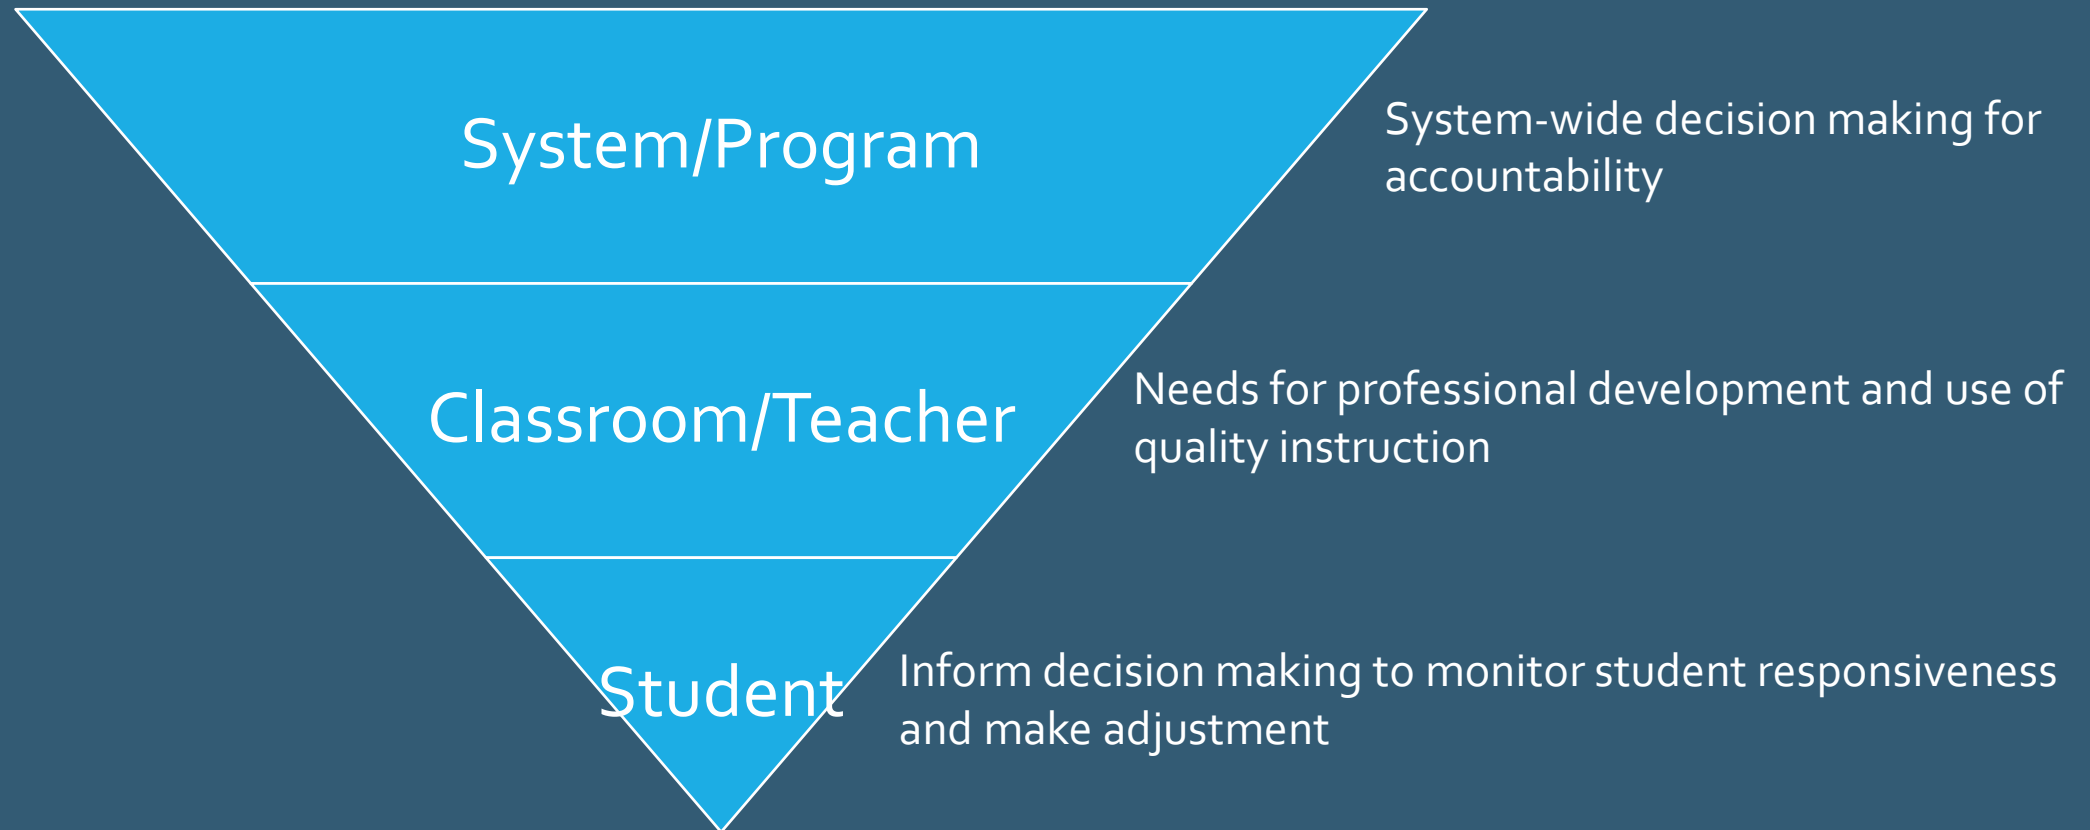 System/Program
System-wide decision making for
accountability
Classroom/Teacher
Needs for professional development and use of
quality instruction
Student
Inform decision making to monitor student responsiveness
and make adjustment